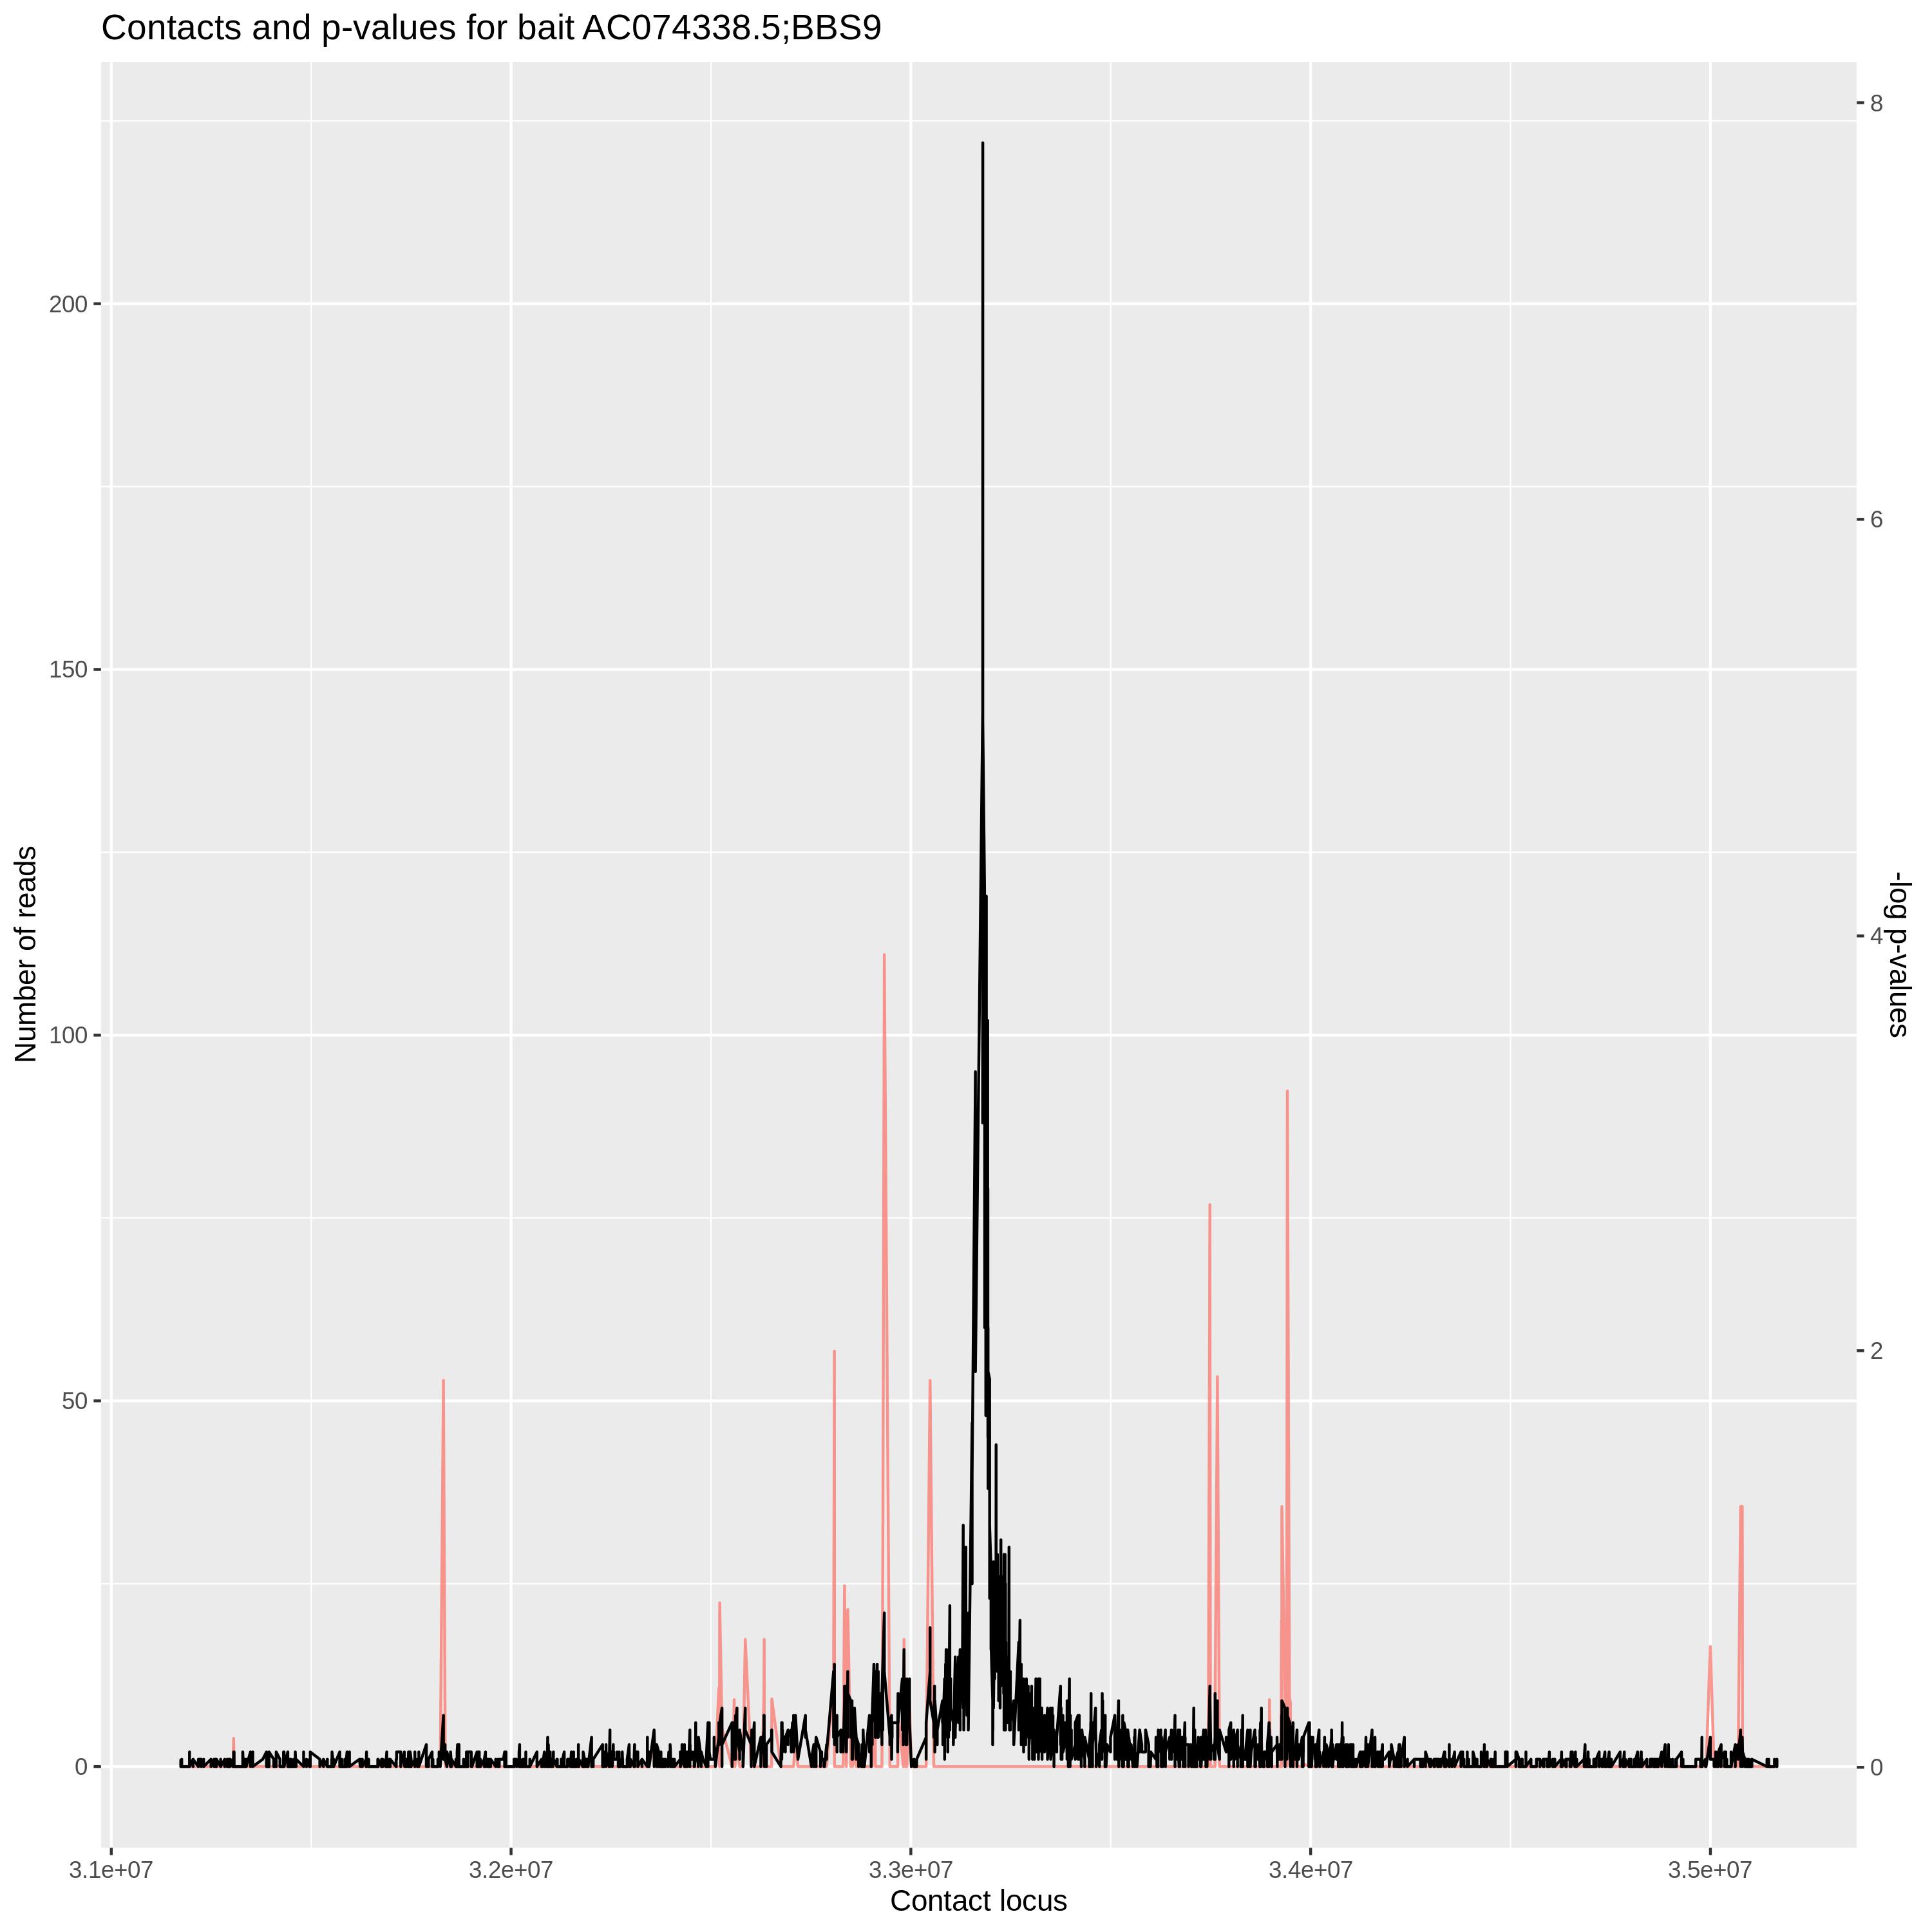 Contacts and p-values for bait AC074338.5;BBS9
8
200
6
150
Number of reads
-log p-values
4
100
2
50
0
0
3.1e+07 3.2e+07 3.3e+07 3.4e+07 3.5e+07
Contact locus